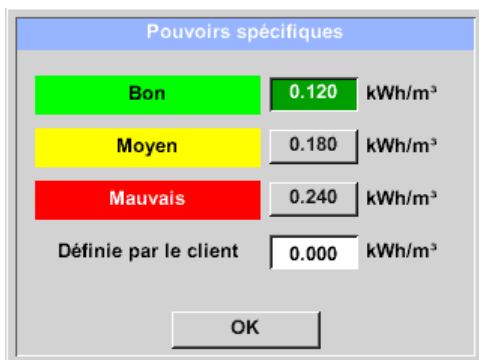 Pouvoirs spécifiques
Bon 0.120 kWh/m³
Moyen 0.180 kWh/m³
Mauvais 0.240 kWh/m³
Définie par le client 0.000 kWh/m³
OK